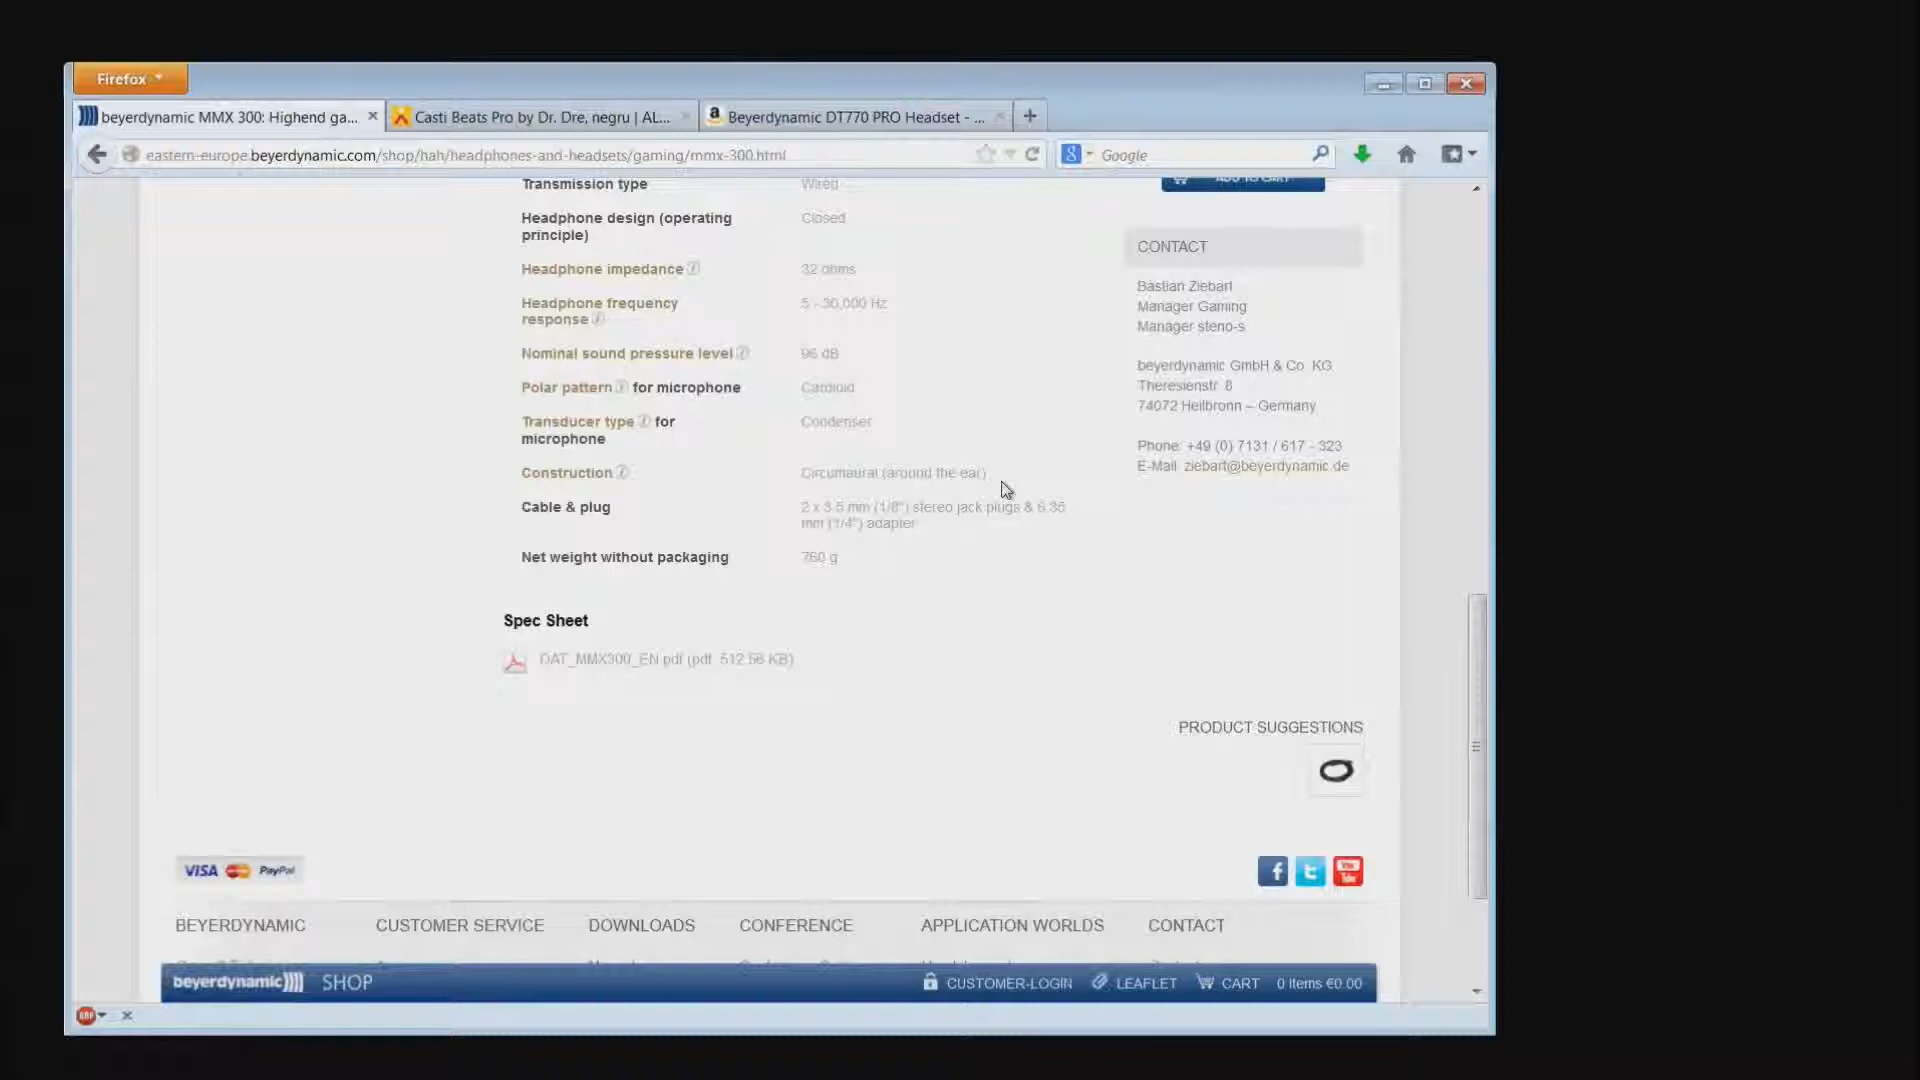 Firefox
beyerdynamic MMX 300: Highend ga...
Casti Beats Pro by Dr. Dre, negru | AL...
Beyerdynamic DT770 PRO Headset - ...
eastern-europe.beyerdynamic.com/shop/hah/headphones-and-headsets/gaming/mmx-300.html
Google
Transmission type Wired
ADD TO CART
Headphone design (operating
principle) Closed
Headphone impedance 32 ohms
Headphone frequency
response 5 - 30,000 Hz
Nominal sound pressure level 96 dB
Polar pattern for microphone Cardioid
Transducer type for
microphone Condenser
Construction Circumaural (around the ear)
Cable & plug 2 x 3.5 mm (1/8") stereo jack plugs & 6.35
mm (1/4") adapter
Net weight without packaging 760 g
CONTACT
Bastian Ziebart
Manager Gaming
Manager steno-s
beyerdynamic GmbH & Co. KG
Theresienstr. 8
74072 Heilbronn – Germany
Phone: +49 (0) 7131 / 617 - 323
E-Mail: ziebart@beyerdynamic.de
Spec Sheet
DAT_MMX300_EN.pdf (pdf, 512.56 KB)
PRODUCT SUGGESTIONS
VISA PayPal
You Tube
BEYERDYNAMIC CUSTOMER SERVICE DOWNLOADS CONFERENCE APPLICATION WORLDS CONTACT
beyerdynamic SHOP CUSTOMER-LOGIN LEAFLET CART 0 Items €0.00
ABP